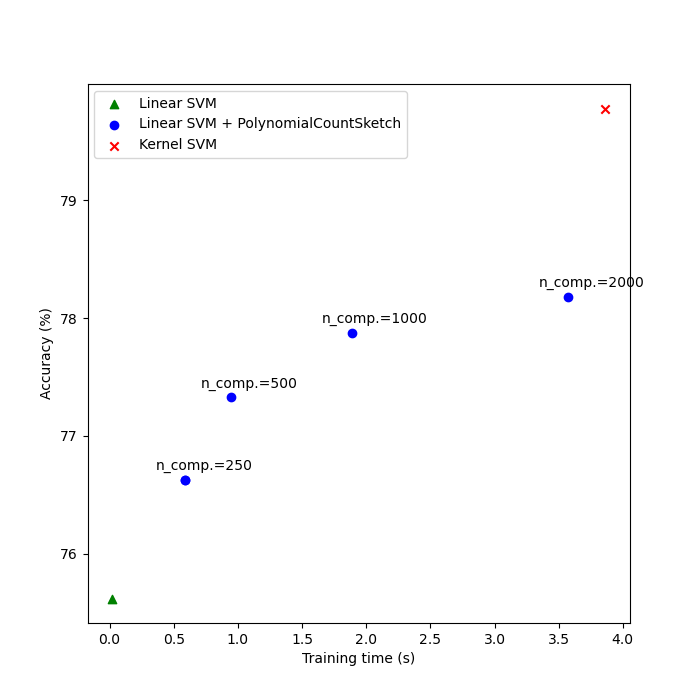 Linear SVM
Linear SVM + PolynomialCountSketch
Kernel SVM
79
n_comp.=2000
78
n_comp.=1000
n_comp.=500
77
n_comp.=250
76
Accuracy (%)
0.0 0.5 1.0 1.5 2.0 2.5 3.0 3.5 4.0
Training time (s)